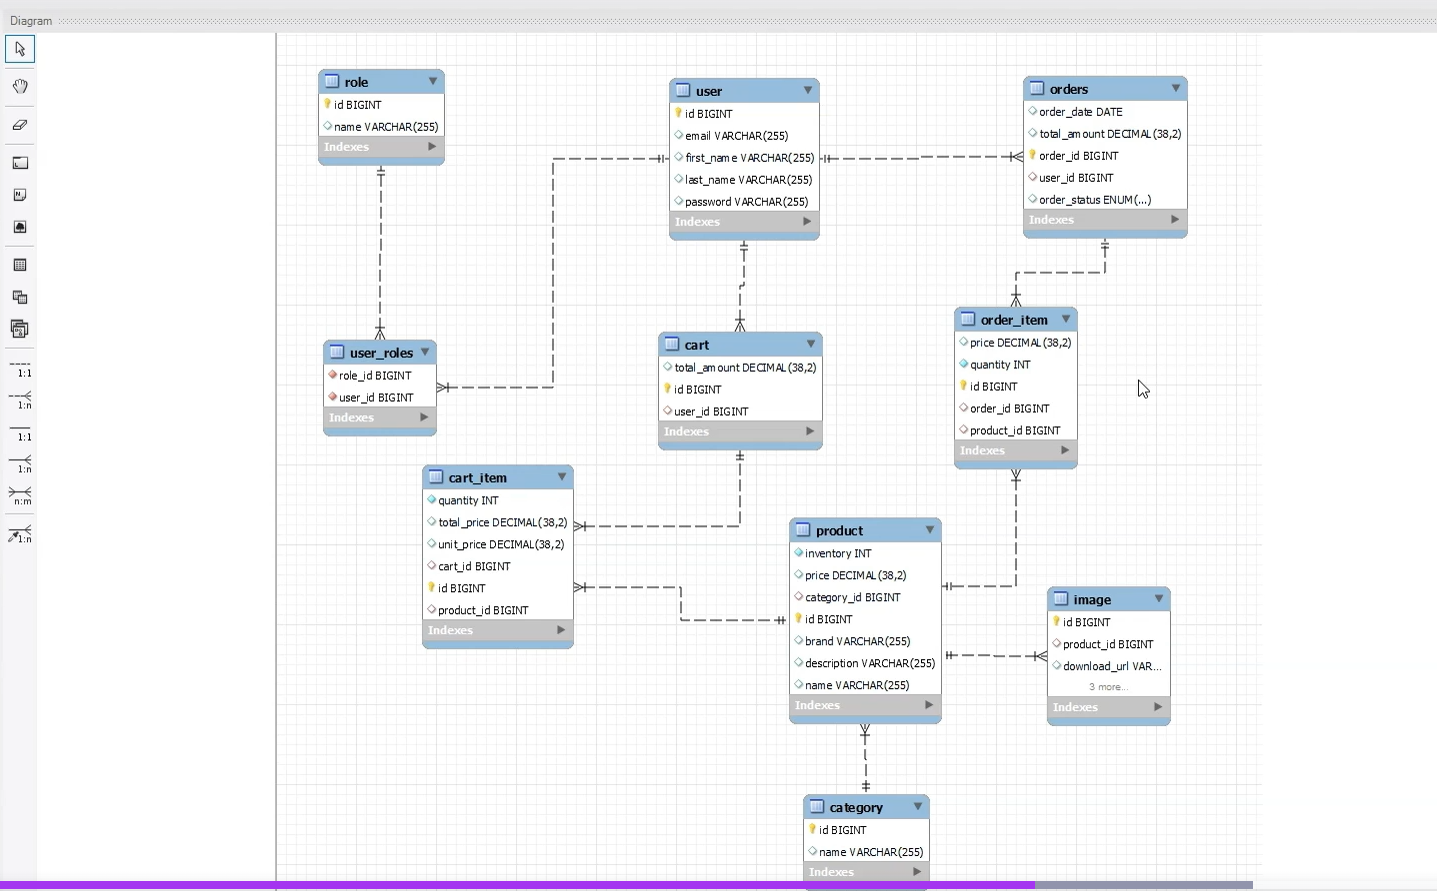 Diagram
role
id BIGINT
name VARCHAR(255)
Indexes
user
id BIGINT
email VARCHAR(255)
first_name VARCHAR(255)
last_name VARCHAR(255)
password VARCHAR(255)
Indexes
orders
order_date DATE
total_amount DECIMAL(38,2)
order_id BIGINT
user_id BIGINT
order_status ENUM(...)
Indexes
user_roles
role_id BIGINT
user_id BIGINT
Indexes
cart
total_amount DECIMAL(38,2)
id BIGINT
user_id BIGINT
Indexes
order_item
price DECIMAL(38,2)
quantity INT
id BIGINT
order_id BIGINT
product_id BIGINT
Indexes
cart_item
quantity INT
total_price DECIMAL(38,2)
unit_price DECIMAL(38,2)
cart_id BIGINT
id BIGINT
product_id BIGINT
Indexes
product
inventory INT
price DECIMAL(38,2)
category_id BIGINT
id BIGINT
brand VARCHAR(255)
description VARCHAR(255)
name VARCHAR(255)
Indexes
image
id BIGINT
product_id BIGINT
download_url VAR...
3 more...
Indexes
category
id BIGINT
name VARCHAR(255)
Indexes
1:1
1:n
1:1
1:n
n:m
1:n